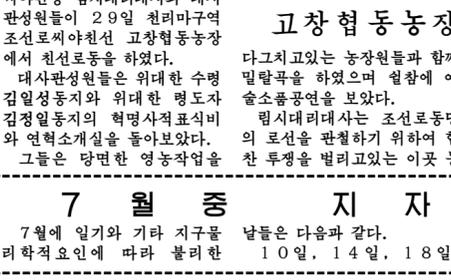 판성원들이 29일 천리마구역
조선로씨야친선 고창협동농장
에서 친선로동을 하였다.
대사판성원들은 위대한 수령
김일성동지와 위대한 령도자
김정일동지의 혁명사적표식비
와 연혁소개실을 돌아보았다.
그들은 당면한 영농작업을
고창협동농장
다그치고있는 농장원들과 함께
밀랄곡을 하였으며 쉴참에 예
술소품공연을 보았다.
림시대리대사는 조선로동당
의 로선을 관철하기 위하여 힘
찬 투쟁을 벌리고있는 이곳 농
7월중 지자
7월에 일기와 기타 지구물
리학적요인에 따라 불리한
날들은 다음과 같다.
10일, 14일, 18일